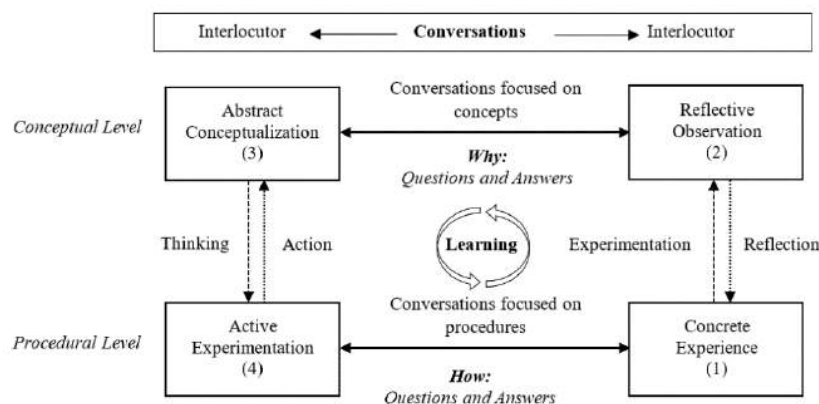 Interlocutor Conversations Interlocutor
Conversations focused on
concepts
Conceptual Level
Abstract
Conceptualization
(3)
Reflective
Observation
(2)
Why:
Questions and Answers
Thinking
Action
Learning
Experimentation
Reflection
Conversations focused on
procedures
Procedural Level
Active
Experimentation
(4)
Concrete
Experience
(1)
How:
Questions and Answers